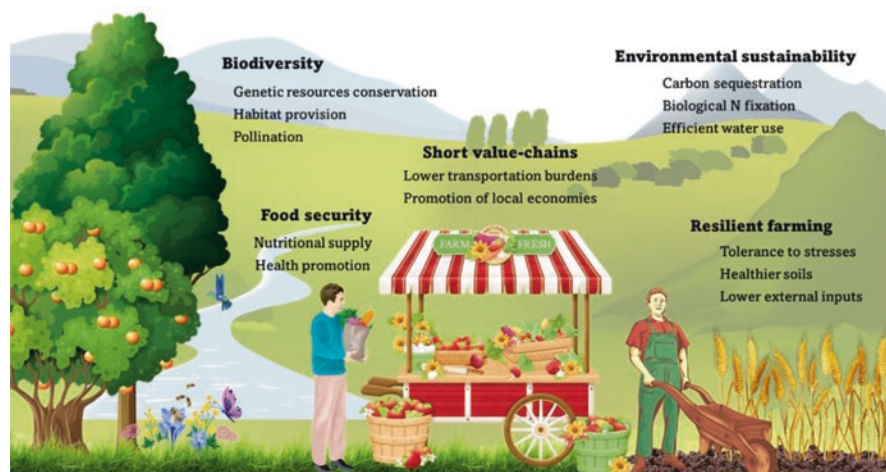 Biodiversity
Genetic resources conservation
Habitat provision
Pollination
Environmental sustainability
Carbon sequestration
Biological N fixation
Efficient water use
Short value-chains
Lower transportation burdens
Promotion of local economies
Food security
Nutritional supply
Health promotion
FARM FRESH
Resilient farming
Tolerance to stresses
Healthier soils
Lower external inputs